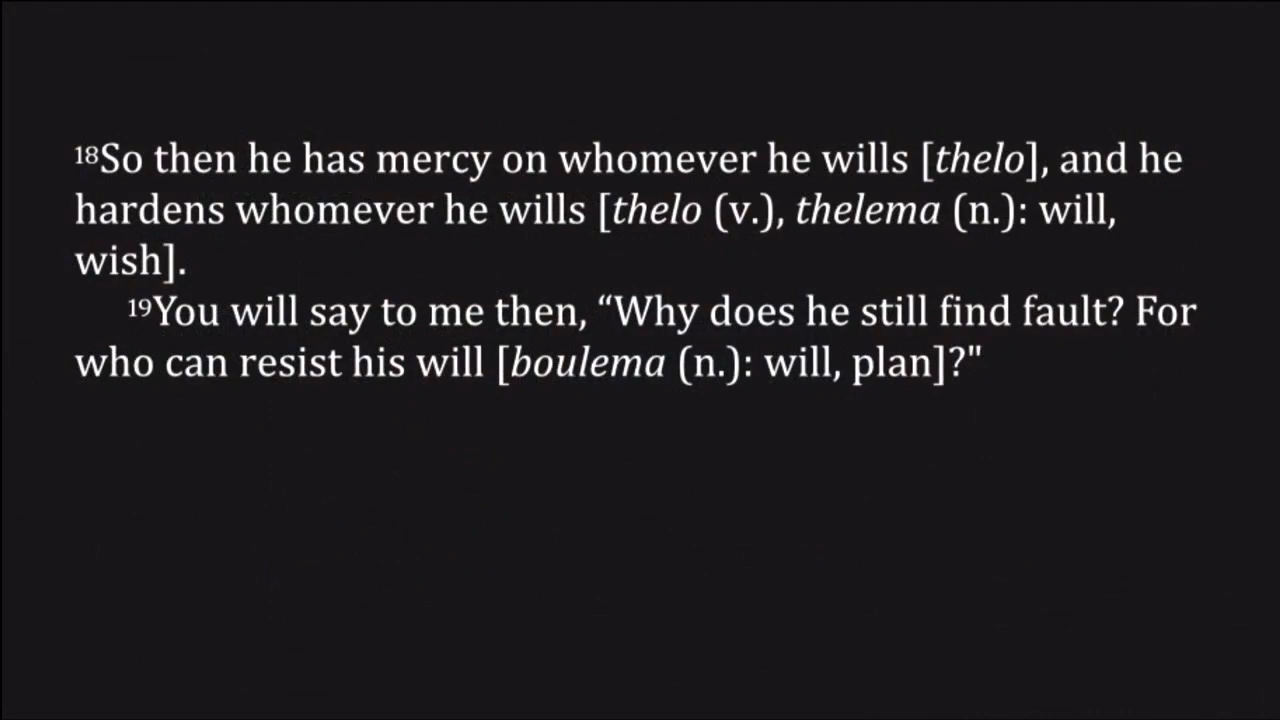 18So then he has mercy on whomever he wills [thelo], and he
hardens whomever he wills [thelo (v.), thelema (n.): will,
wish].
19You will say to me then, “Why does he still find fault? For
who can resist his will [boulema (n.): will, plan]?"